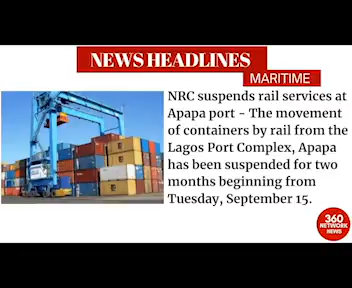 NEWS HEADLINES
MARITIME
NRC suspends rail services at
Apapa port - The movement
of containers by rail from the
Lagos Port Complex, Apapa
has been suspended for two
months beginning from
Tuesday, September 15.
360
NETWORK
NEWS